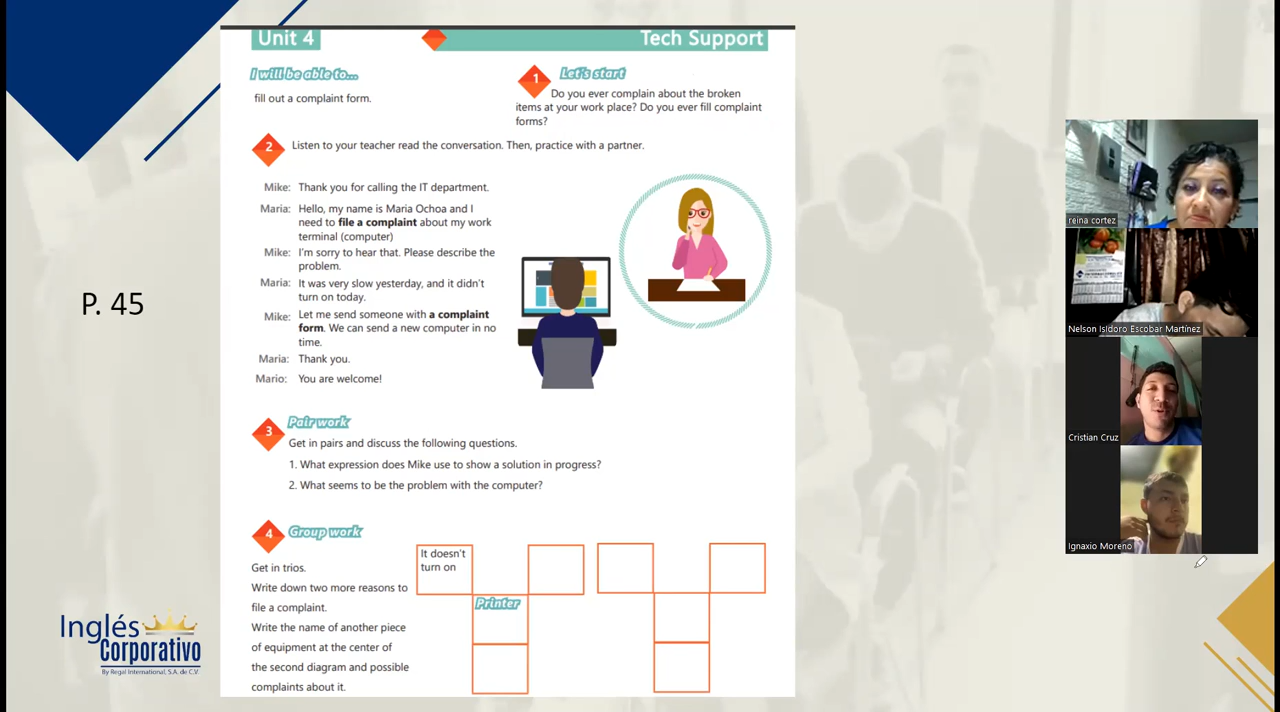 Unit 4
Tech Support
I will be able to...
fill out a complaint form.
1
Let's start
Do you ever complain about the broken
items at your work place? Do you ever fill complaint
forms?
2
Listen to your teacher read the conversation. Then, practice with a partner.
Mike: Thank you for calling the IT department.
Maria: Hello, my name is Maria Ochoa and I
need to file a complaint about my work
terminal (computer)
Mike: I'm sorry to hear that. Please describe the
problem.
Maria: It was very slow yesterday, and it didn't
turn on today.
Mike: Let me send someone with a complaint
form. We can send a new computer in no
time.
Maria: Thank you.
Mario: You are welcome!
P. 45
3
Pair work
Get in pairs and discuss the following questions.
1. What expression does Mike use to show a solution in progress?
2. What seems to be the problem with the computer?
4
Group work
Get in trios.
Write down two more reasons to
file a complaint.
Write the name of another piece
of equipment at the center of
the second diagram and possible
complaints about it.
It doesn't
turn on
Printer
Inglés
Corporativo
By Regal International, S.A. de C.V.
reina cortez
Nelson Isidoro Escobar Martínez
Cristian Cruz
Ignaxio Moreno